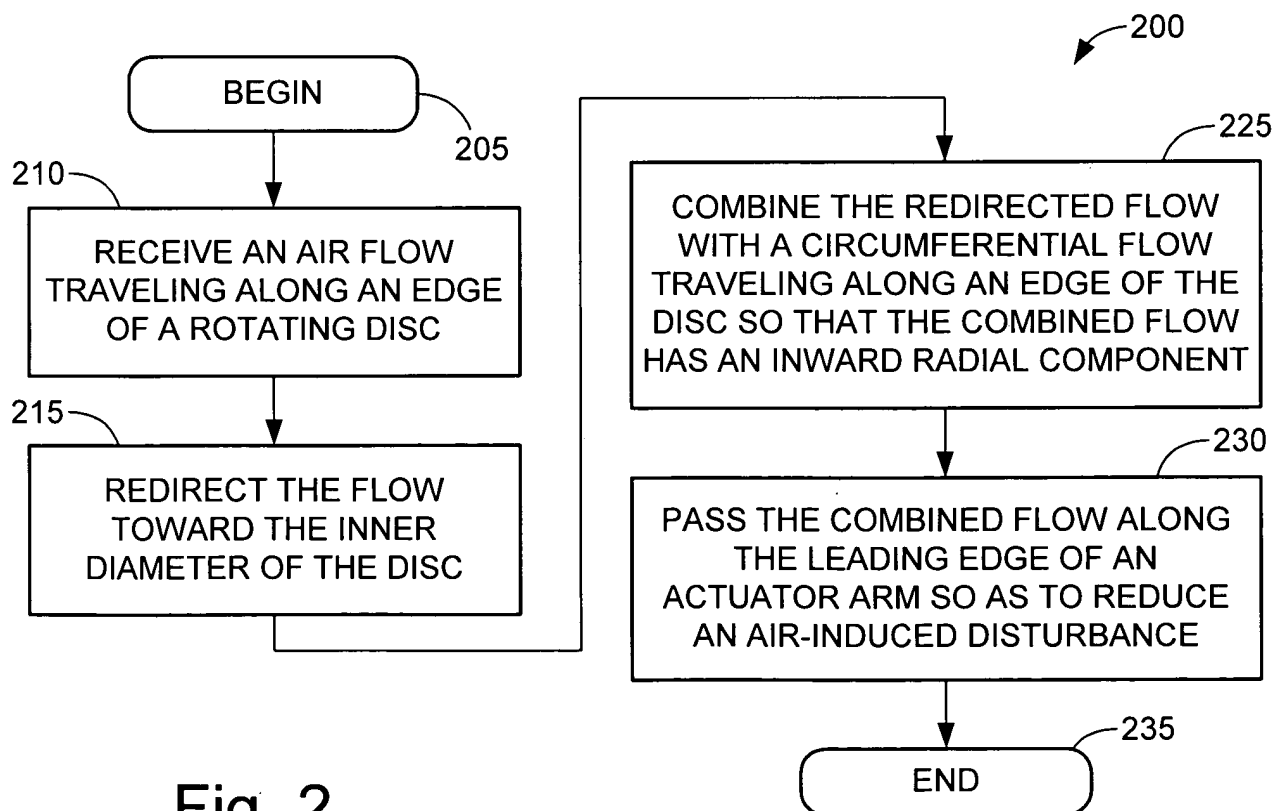 200
BEGIN
205
210
RECEIVE AN AIR FLOW
TRAVELING ALONG AN EDGE
OF A ROTATING DISC
215
REDIRECT THE FLOW
TOWARD THE INNER
DIAMETER OF THE DISC
225
COMBINE THE REDIRECTED FLOW
WITH A CIRCUMFERENTIAL FLOW
TRAVELING ALONG AN EDGE OF THE
DISC SO THAT THE COMBINED FLOW
HAS AN INWARD RADIAL COMPONENT
230
PASS THE COMBINED FLOW ALONG
THE LEADING EDGE OF AN
ACTUATOR ARM SO AS TO REDUCE
AN AIR-INDUCED DISTURBANCE
235
END
Fig. 2